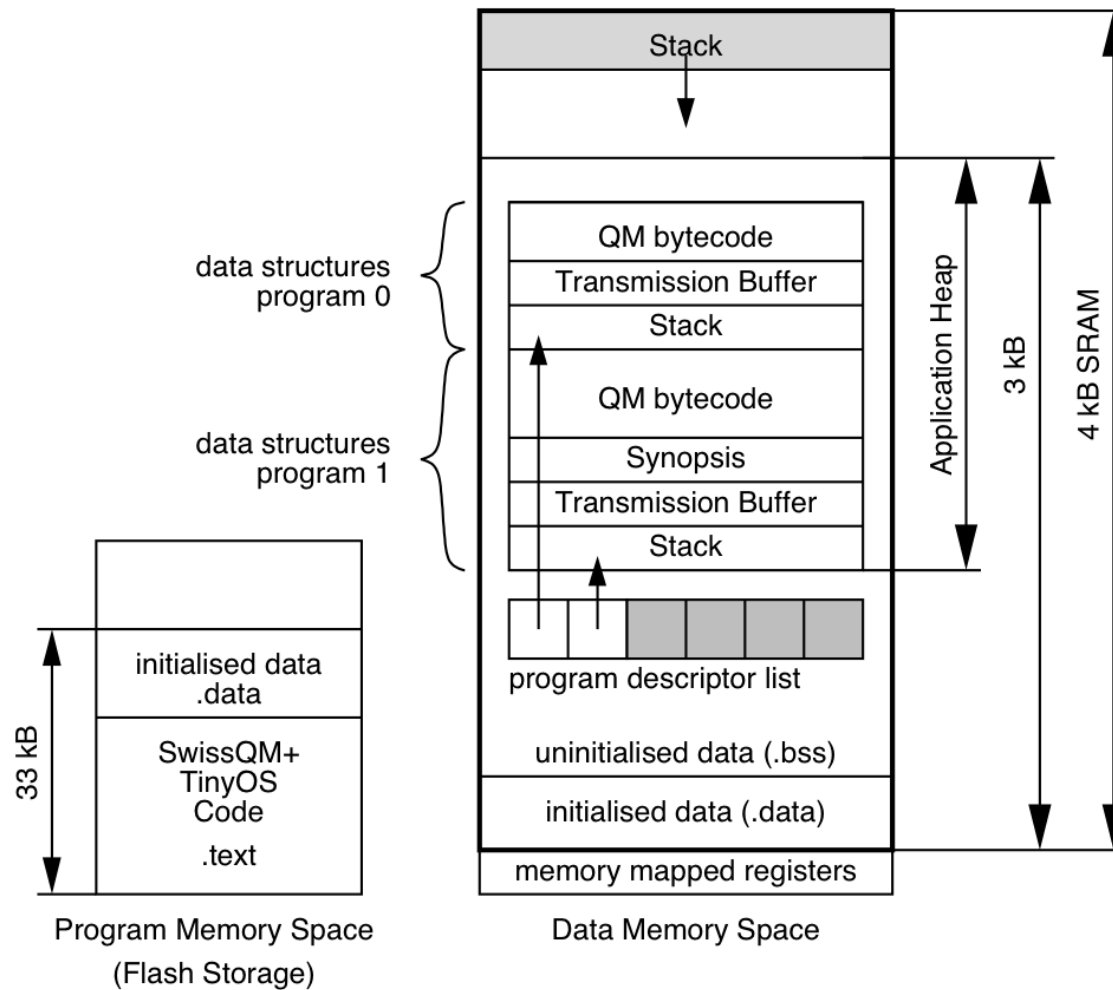 Stack
QM bytecode
Transmission Buffer
Stack
QM bytecode
Synopsis
Transmission Buffer
Stack
data structures
program 0
data structures
program 1
program descriptor list
uninitialised data (.bss)
initialised data (.data)
memory mapped registers
Data Memory Space
Application Heap
3 kB
4 kB SRAM
33 kB
initialised data
.data
SwissQM+
TinyOS
Code
.text
Program Memory Space
(Flash Storage)